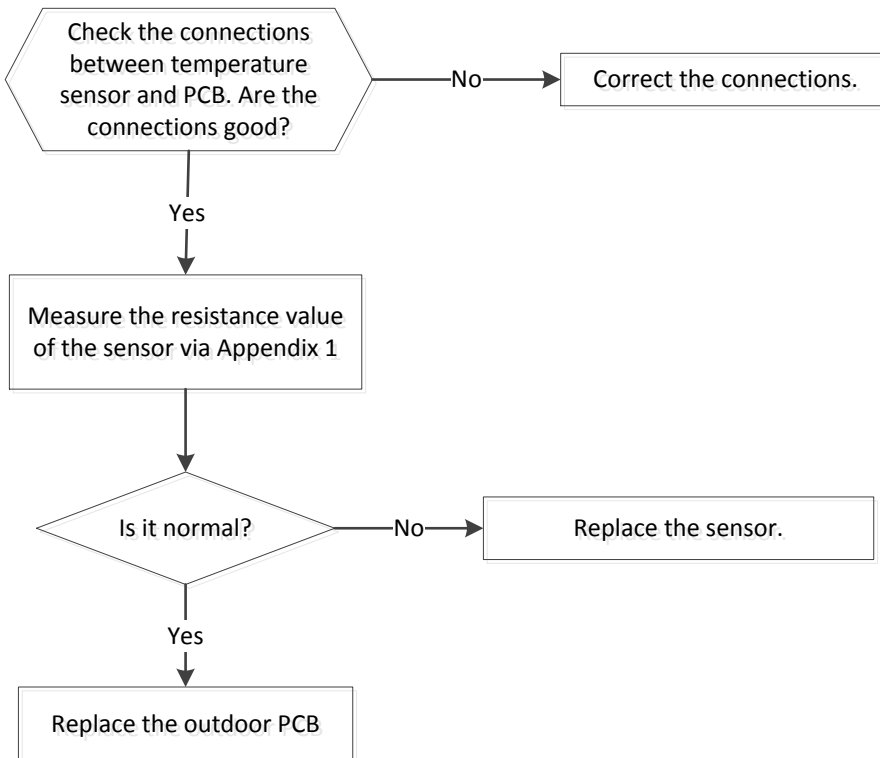 Check the connections
between temperature
sensor and PCB. Are the
connections good?
No
Correct the connections.
Yes
Measure the resistance value
of the sensor via Appendix 1
Is it normal?
No
Replace the sensor.
Yes
Replace the outdoor PCB